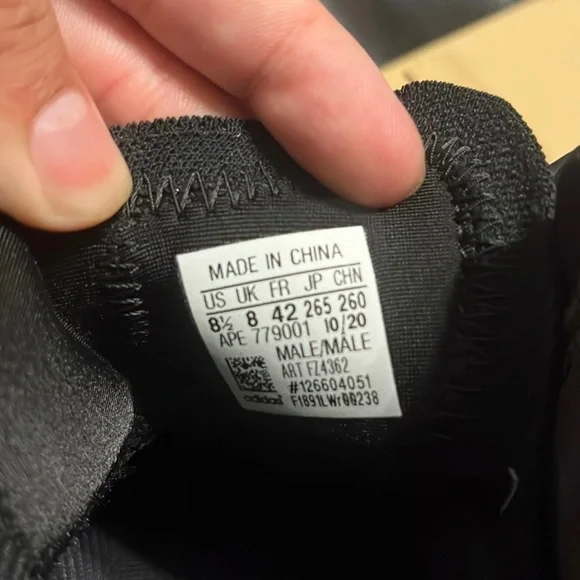 MADE IN CHINA
US UK FR JP CHN
8½ 8 42 265 260
APE 779001 10/20
MALE/MALE
ART FZ4362
#126604051
adidas